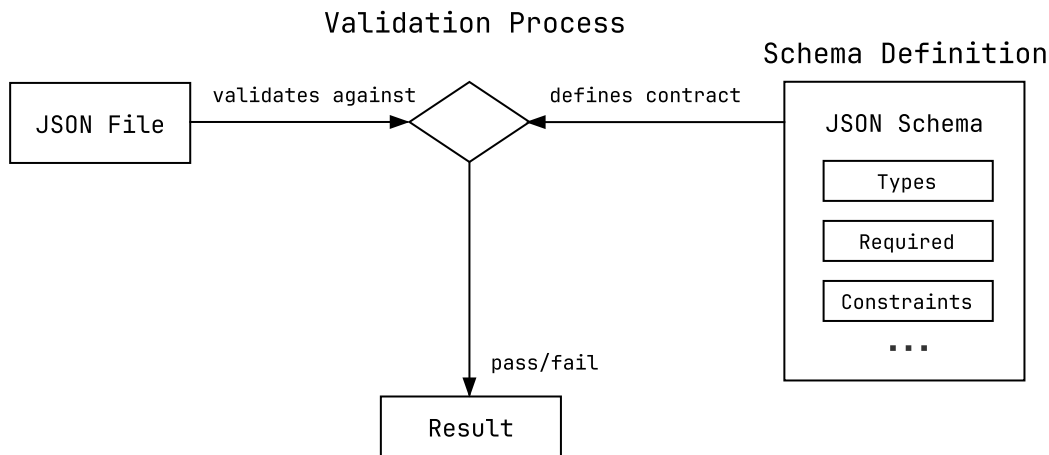 Validation Process
Schema Definition
validates against
defines contract
JSON File
JSON Schema
Types
Required
Constraints
...
pass/fail
Result